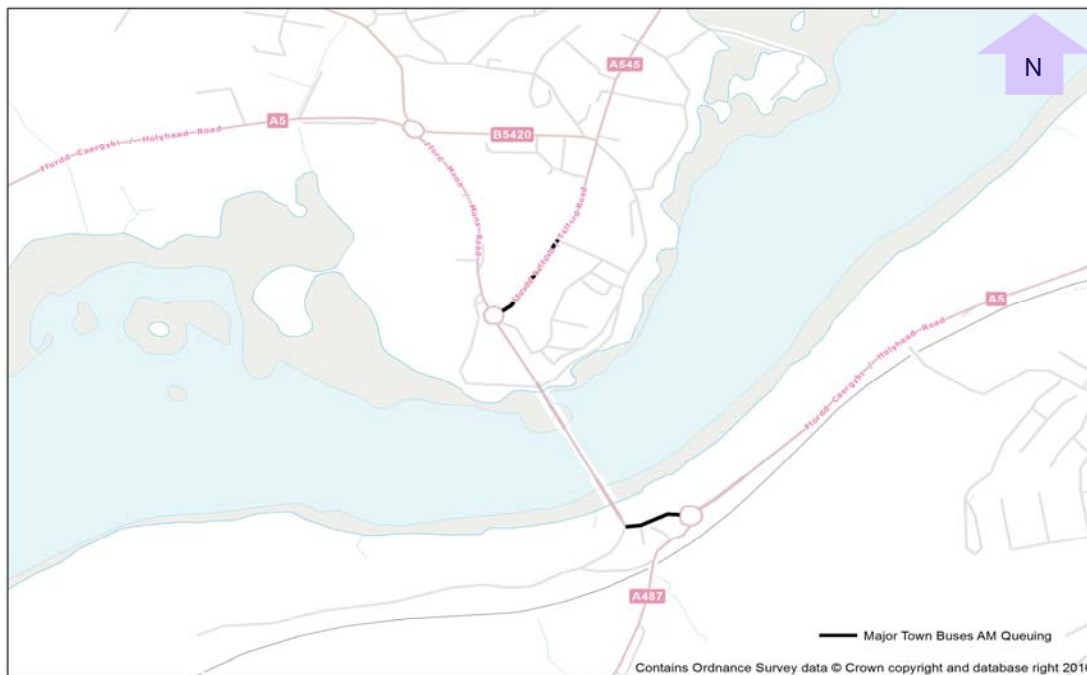 N
A545
A5
B5420
Ffordd-Caergybi-/-Holyhead-Road
Ffordd-Mona-/-Mona-Road
Telford-Road
A5
Ffordd-Caergybi-/-Holyhead-Road
A487
Major Town Buses AM Queuing
Contains Ordnance Survey data © Crown copyright and database right 2016